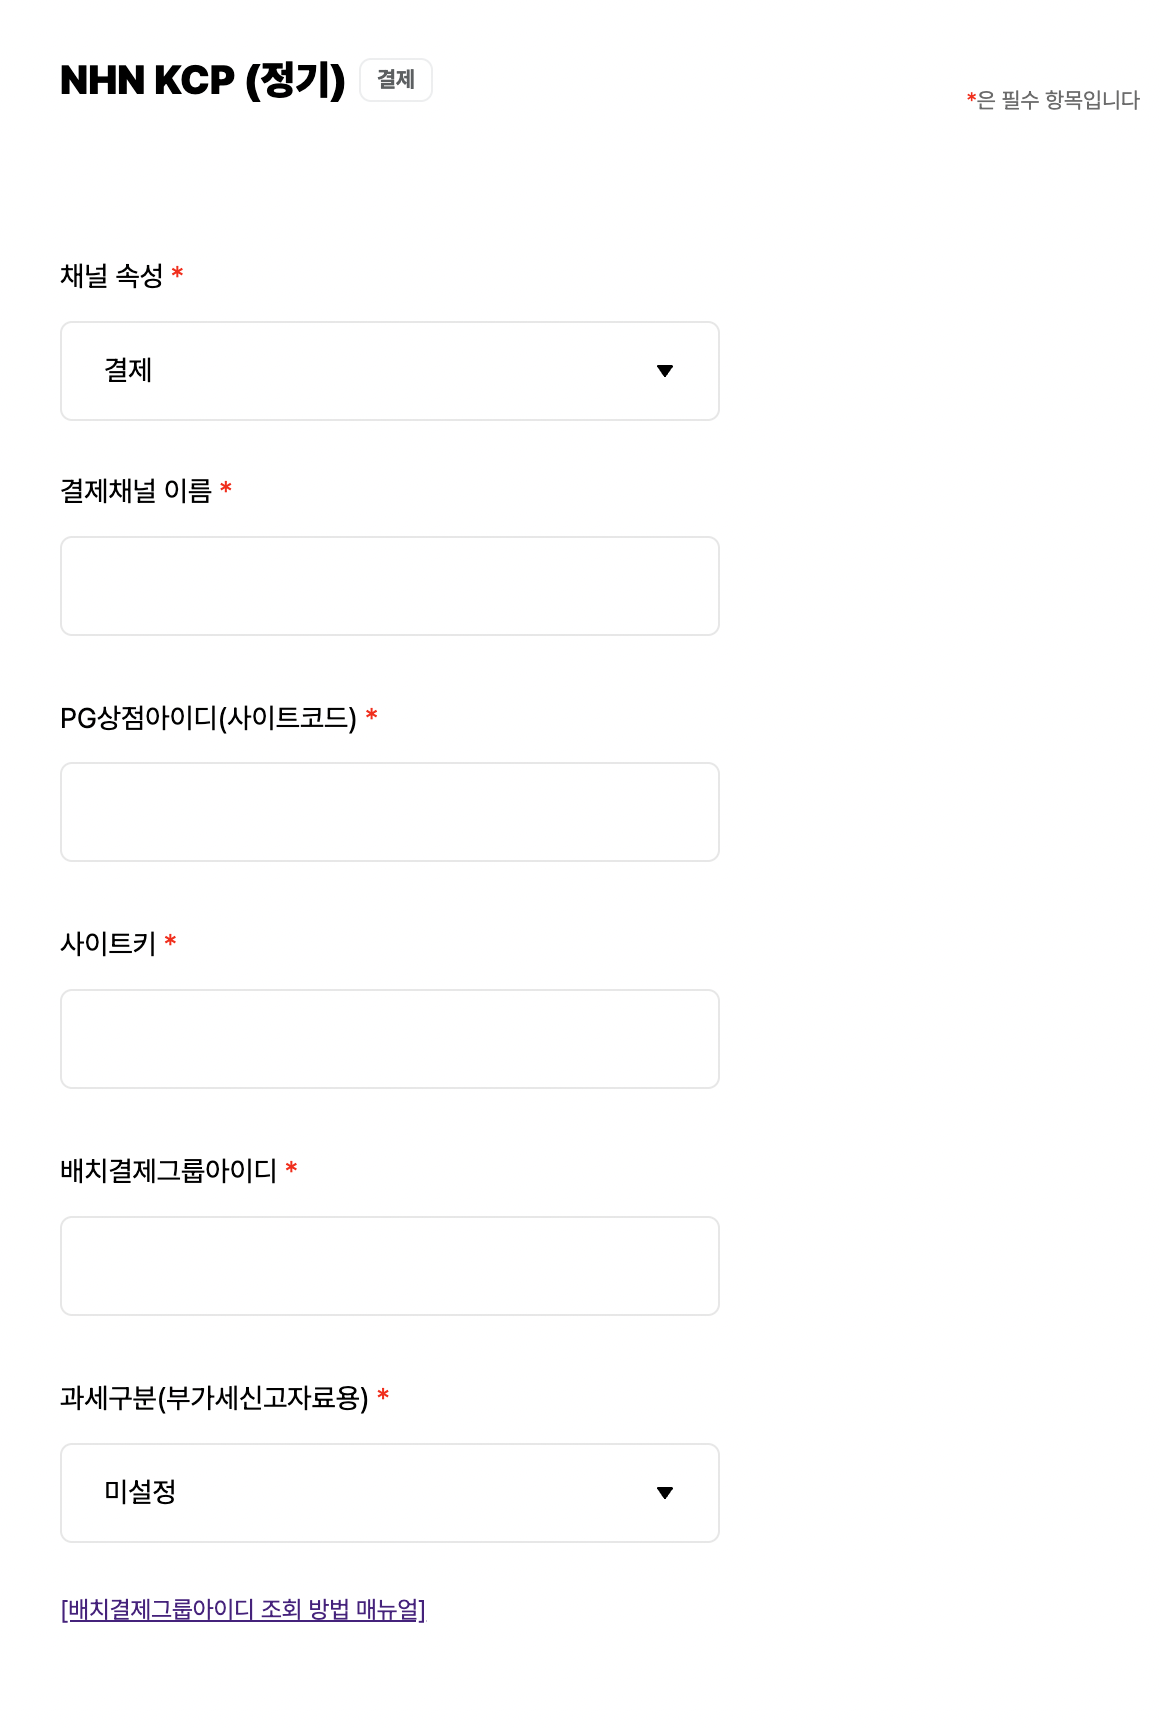 NHN KCP (정기) 결제
*은 필수 항목입니다
채널 속성 *
결제
결제채널 이름 *
PG상점아이디(사이트코드) *
사이트키 *
배치결제그룹아이디 *
과세구분(부가세신고자료용) *
미설정
[배치결제그룹아이디 조회 방법 매뉴얼]